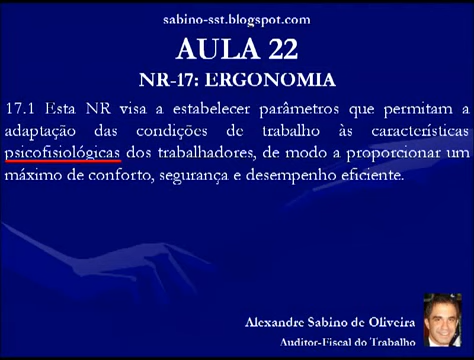 sabino-sst.blogspot.com
AULA 22
NR-17: ERGONOMIA
17.1 Esta NR visa a estabelecer parâmetros que permitam a
adaptação das condições de trabalho às características
psicofisiológicas dos trabalhadores, de modo a proporcionar um
máximo de conforto, segurança e desempenho eficiente.
Alexandre Sabino de Oliveira
Auditor-Fiscal do Trabalho